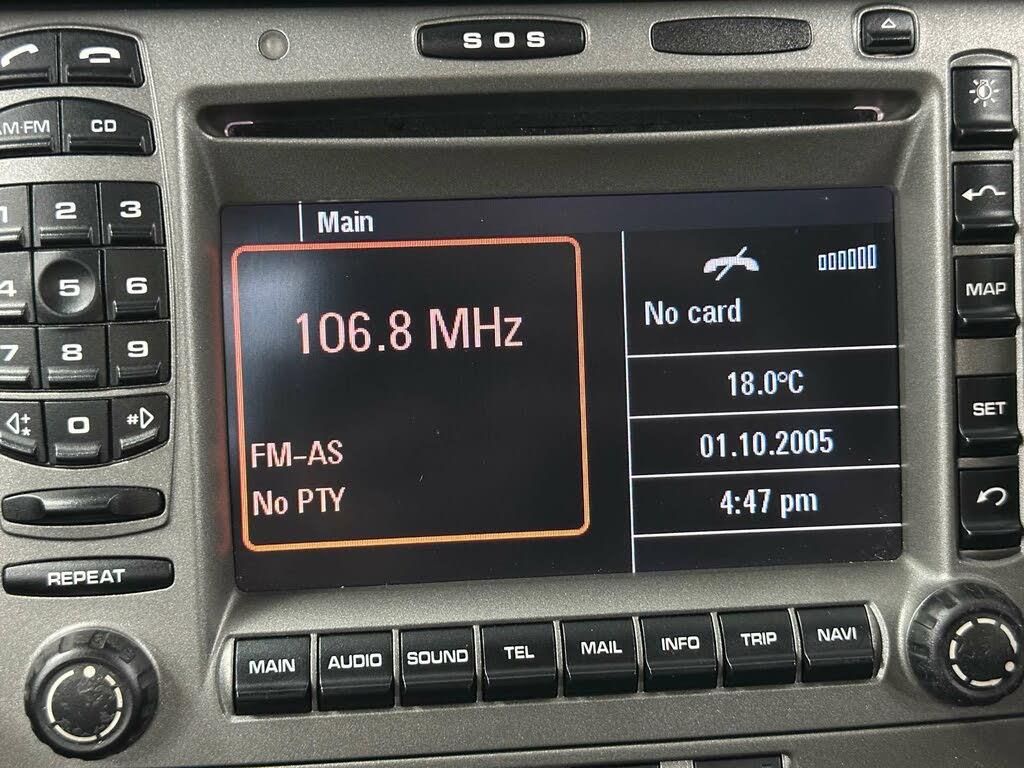 SOS
AM·FM CD
1 2 3
4 5 6
7 8 9
* 0 #
REPEAT
Main
106.8 MHz
FM-AS
No PTY
No card
18.0°C
01.10.2005
4:47 pm
MAP
SET
MAIN AUDIO SOUND TEL MAIL INFO TRIP NAVI